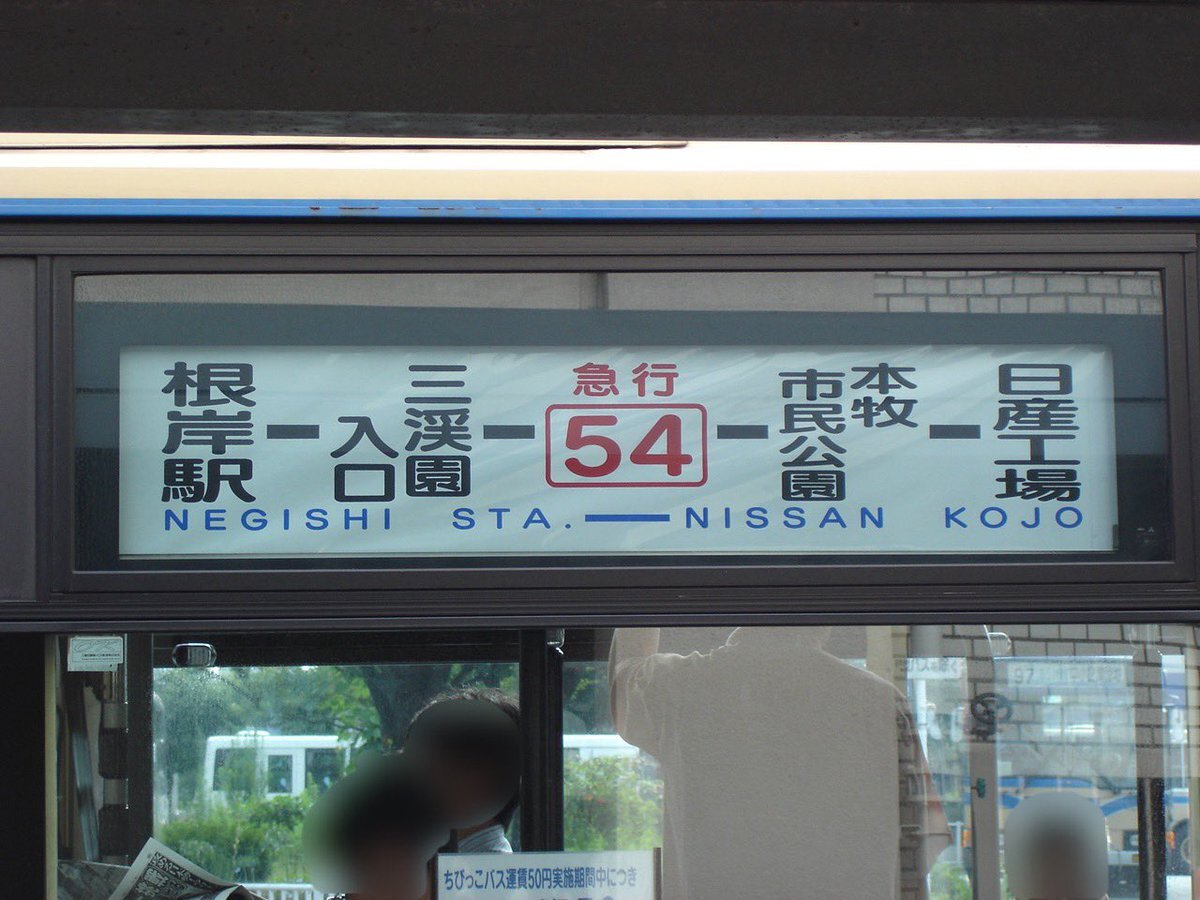 根岸駅
三渓園
入口
急行
54
本牧
市民公園
日産工場
NEGISHI STA.—NISSAN KOJO
97
ちびっこバス運賃50円実施期間中につき